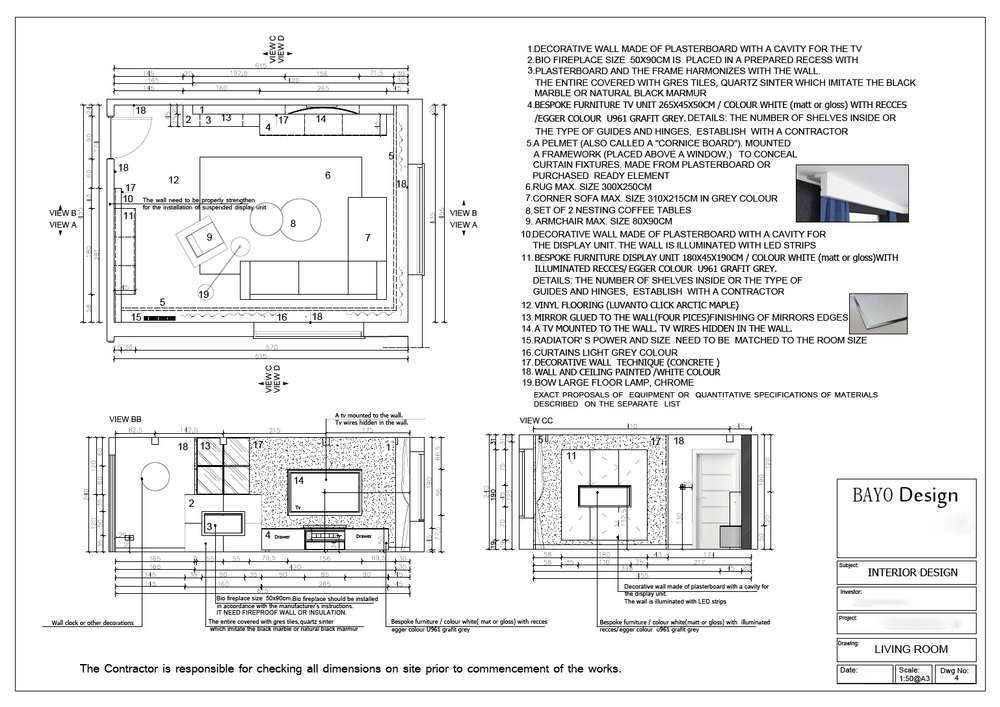 VIEW C
VIEW D
615
145 20 192,5 156 71,5 30
165 420 30
145 160 265 45
18
1
2 3 13
17
14
4
5
6
18
12
18
17
10
The wall need to be properly strengthen
for the installation of suspended display unit
11
9
8
7
19
5
15
16
18
VIEW B
VIEW A
VIEW B
VIEW A
570
615
VIEW C
VIEW D
1.DECORATIVE WALL MADE OF PLASTERBOARD WITH A CAVITY FOR THE TV
2.BIO FIREPLACE SIZE 50X90CM IS PLACED IN A PREPARED RECESS WITH
3.PLASTERBOARD AND THE FRAME HARMONIZES WITH THE WALL.
THE ENTIRE COVERED WITH GRES TILES, QUARTZ SINTER WHICH IMITATE THE BLACK
MARBLE OR NATURAL BLACK MARMUR
4.BESPOKE FURNITURE TV UNIT 265X45X50CM / COLOUR WHITE (matt or gloss) WITH RECCES
/EGGER COLOUR U961 GRAFIT GREY. DETAILS: THE NUMBER OF SHELVES INSIDE OR
THE TYPE OF GUIDES AND HINGES, ESTABLISH WITH A CONTRACTOR
5.A PELMET (ALSO CALLED A "CORNICE BOARD"). MOUNTED
A FRAMEWORK (PLACED ABOVE A WINDOW,) TO CONCEAL
CURTAIN FIXTURES. MADE FROM PLASTERBOARD OR
PURCHASED READY ELEMENT
6.RUG MAX. SIZE 300X250CM
7.CORNER SOFA MAX. SIZE 310X215CM IN GREY COLOUR
8.SET OF 2 NESTING COFFEE TABLES
9. ARMCHAIR MAX. SIZE 80X90CM
10.DECORATIVE WALL MADE OF PLASTERBOARD WITH A CAVITY FOR
THE DISPLAY UNIT. THE WALL IS ILLUMINATED WITH LED STRIPS
11.BESPOKE FURNITURE DISPLAY UNIT 180X45X190CM / COLOUR WHITE (matt or gloss)WITH
ILLUMINATED RECCES/ EGGER COLOUR U961 GRAFIT GREY.
DETAILS: THE NUMBER OF SHELVES INSIDE OR THE TYPE OF
GUIDES AND HINGES, ESTABLISH WITH A CONTRACTOR
12.VINYL FLOORING (LUVANTO CLICK ARCTIC MAPLE)
13.MIRROR GLUED TO THE WALL(FOUR PICES)FINISHING OF MIRRORS EDGES
14.A TV MOUNTED TO THE WALL. TV WIRES HIDDEN IN THE WALL.
15.RADIATOR' S POWER AND SIZE NEED TO BE MATCHED TO THE ROOM SIZE
16.CURTAINS LIGHT GREY COLOUR
17.DECORATIVE WALL TECHNIQUE (CONCRETE )
18.WALL AND CEILING PAINTED /WHITE COLOUR
19.BOW LARGE FLOOR LAMP, CHROME
EXACT PROPOSALS OF EQUIPMENT OR QUANTITATIVE SPECIFICATIONS OF MATERIALS
DESCRIBED ON THE SEPARATE LIST
VIEW BB
A tv mounted to the wall.
Tv wires hidden in the wall.
82,5 142,5 215 175
18 13 17 1
14
Tv
2
3
4 Drawer Drawer
165 55 55 79,5 156 69,5
165 420 30
145 35 90 35 85 90 45
145 160 265 45
Bio fireplace size 50x90cm.Bio fireplace should be installed
in accordance with the manufacturer's instructions.
IT NEED FIREPROOF WALL OR INSULATION.
Wall clock or other decorations
The entire covered with gres tiles,quartz sinter
which imitate the black marble or natural black marmur
Bespoke furniture / colour white( mat or gloss) with recces
egger colour U961 grafit grey
VIEW CC
410 45
5 17 18
11
58 180 43 174
58 217
455
Decorative wall made of plasterboard with a cavity for
the display unit.
The wall is illuminated with LED strips
Bespoke furniture / colour white(matt or gloss) with illuminated
recces/egger colour u961 grafit grey
BAYO Design
Subject:
INTERIOR DESIGN
Investor:
Project:
Drawing:
LIVING ROOM
Date:
Scale:
1:50@A3
Dwg No:
4
The Contractor is responsible for checking all dimensions on site prior to commencement of the works.